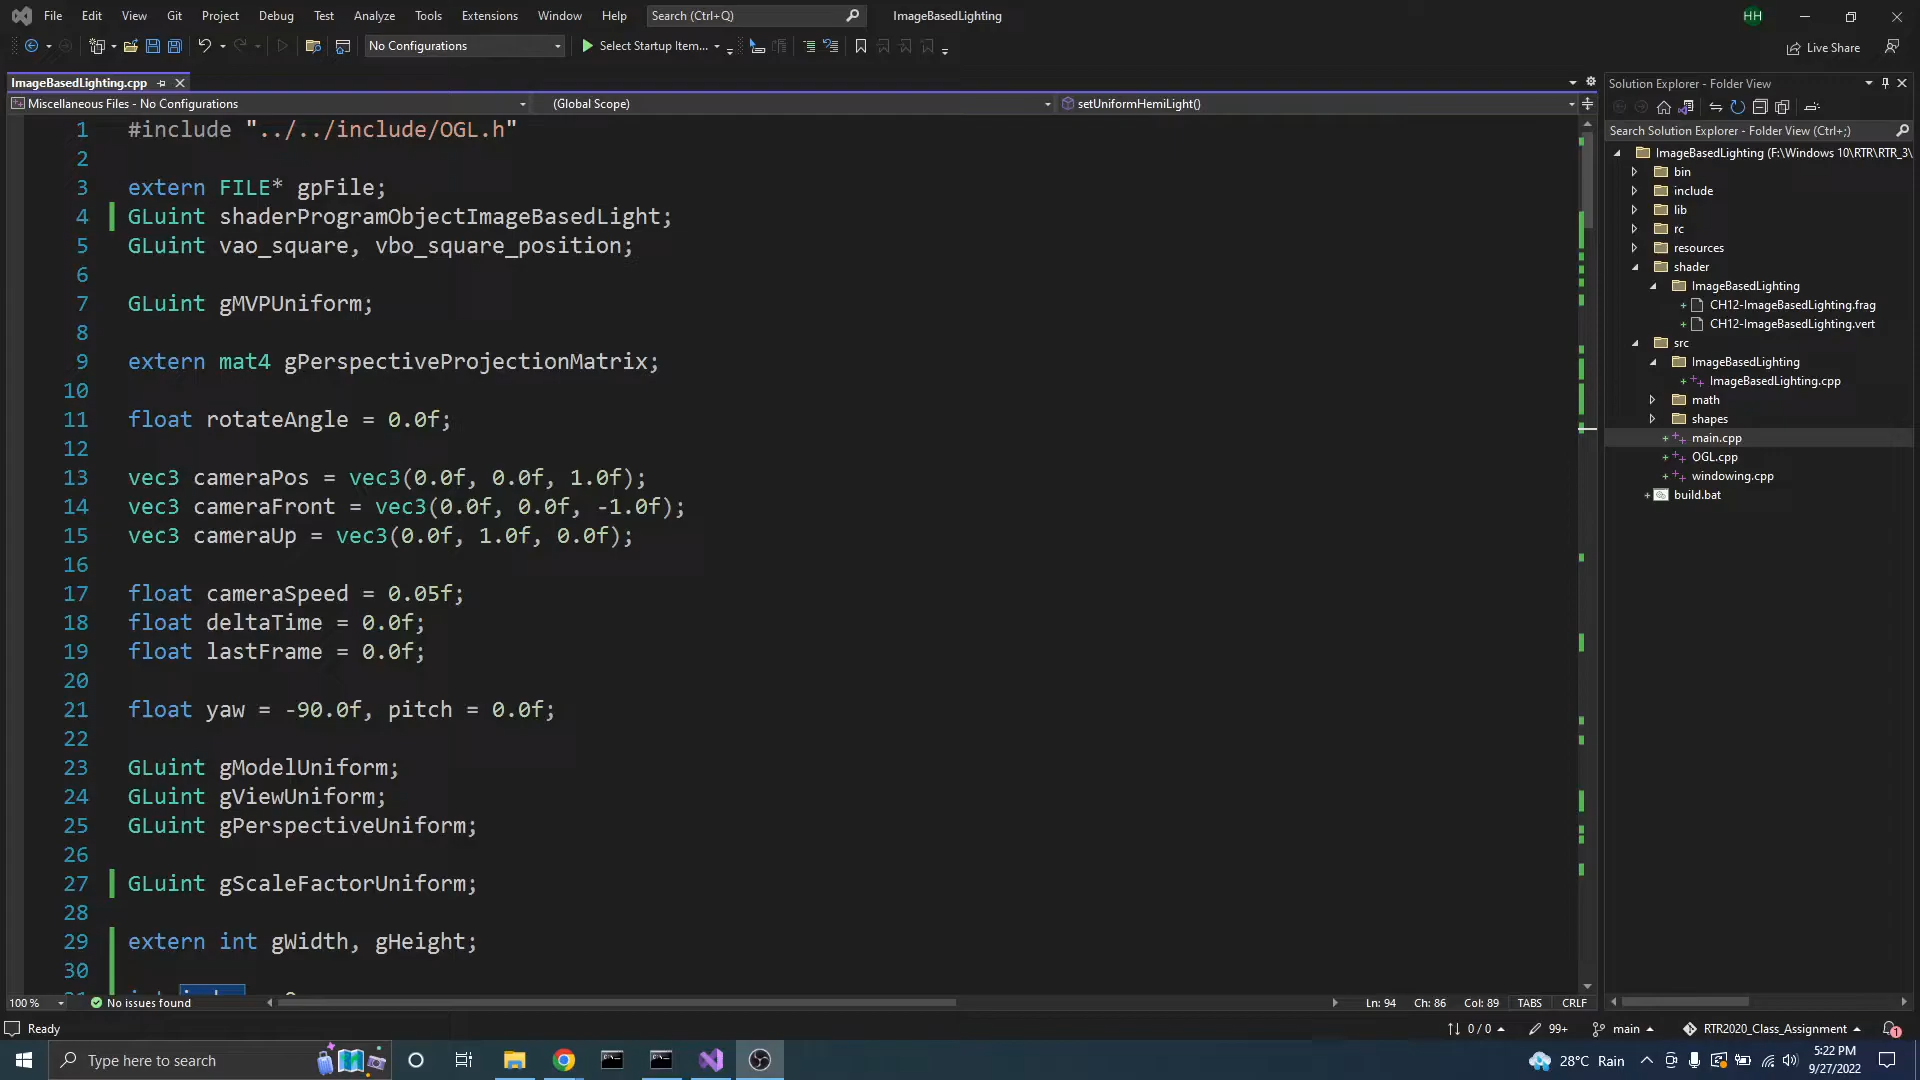 File Edit View Git Project Debug Test Analyze Tools Extensions Window Help Search (Ctrl+Q) ImageBasedLighting HH
No Configurations Select Startup Item... Live Share
ImageBasedLighting.cpp
Miscellaneous Files - No Configurations (Global Scope) setUniformHemiLight()
1 #include "../../include/OGL.h"
2
3 extern FILE* gpFile;
4 GLuint shaderProgramObjectImageBasedLight;
5 GLuint vao_square, vbo_square_position;
6
7 GLuint gMVPUniform;
8
9 extern mat4 gPerspectiveProjectionMatrix;
10
11 float rotateAngle = 0.0f;
12
13 vec3 cameraPos = vec3(0.0f, 0.0f, 1.0f);
14 vec3 cameraFront = vec3(0.0f, 0.0f, -1.0f);
15 vec3 cameraUp = vec3(0.0f, 1.0f, 0.0f);
16
17 float cameraSpeed = 0.05f;
18 float deltaTime = 0.0f;
19 float lastFrame = 0.0f;
20
21 float yaw = -90.0f, pitch = 0.0f;
22
23 GLuint gModelUniform;
24 GLuint gViewUniform;
25 GLuint gPerspectiveUniform;
26
27 GLuint gScaleFactorUniform;
28
29 extern int gWidth, gHeight;
30
100 % No issues found Ln: 94 Ch: 86 Col: 89 TABS CRLF
Solution Explorer - Folder View
Search Solution Explorer - Folder View (Ctrl+;)
ImageBasedLighting (F:\Windows 10\RTR\RTR_3\
bin
include
lib
rc
resources
shader
ImageBasedLighting
CH12-ImageBasedLighting.frag
CH12-ImageBasedLighting.vert
src
ImageBasedLighting
ImageBasedLighting.cpp
math
shapes
main.cpp
OGL.cpp
windowing.cpp
build.bat
Ready 0 / 0 99+ main RTR2020_Class_Assignment 1
Type here to search 28°C Rain 5:22 PM
9/27/2022